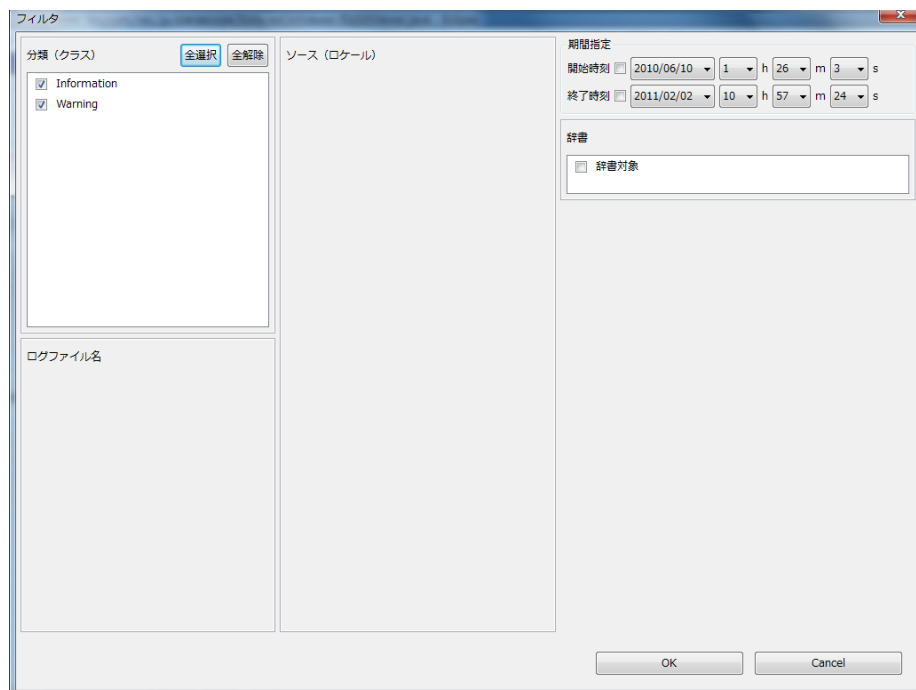 フィルタ
分類（クラス） 全選択 全解除
Information
Warning
ログファイル名
ソース（ロケール）
期間指定
開始時刻 2010/06/10 1 h 26 m 3 s
終了時刻 2011/02/02 10 h 57 m 24 s
辞書
辞書対象
OK Cancel